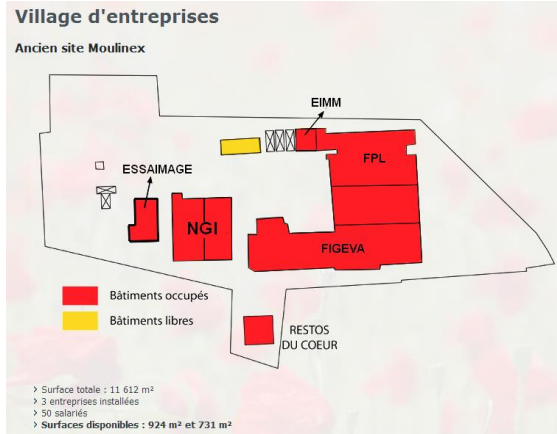 Village d'entreprises
Ancien site Moulinex
EIMM
ESSAIMAGE
FPL
NGI
FIGEVA
Bâtiments occupés
Bâtiments libres
RESTOS
DU COEUR
> Surface totale : 11 612 m²
> 3 entreprises installées
> 50 salariés
> Surfaces disponibles : 924 m² et 731 m²